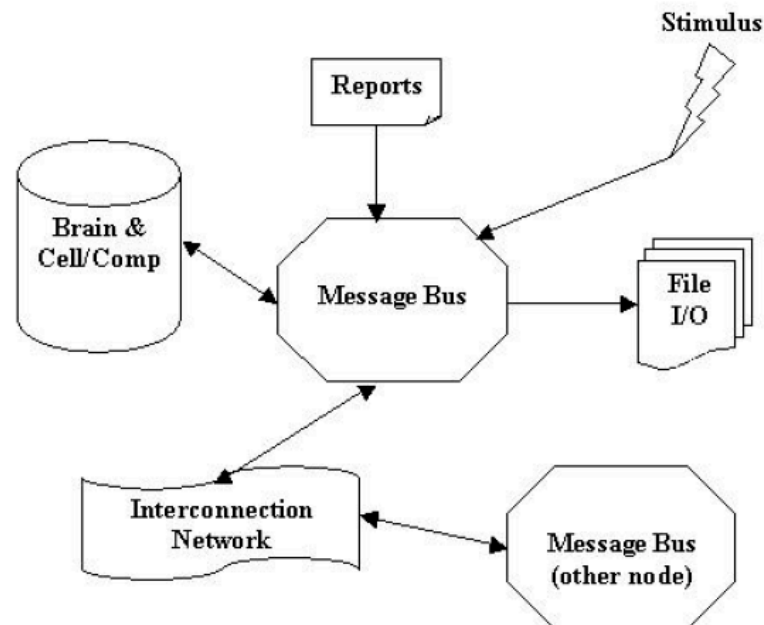 Stimulus
Reports
Brain &
Cell/Comp
Message Bus
File
I/O
Interconnection
Network
Message Bus
(other node)